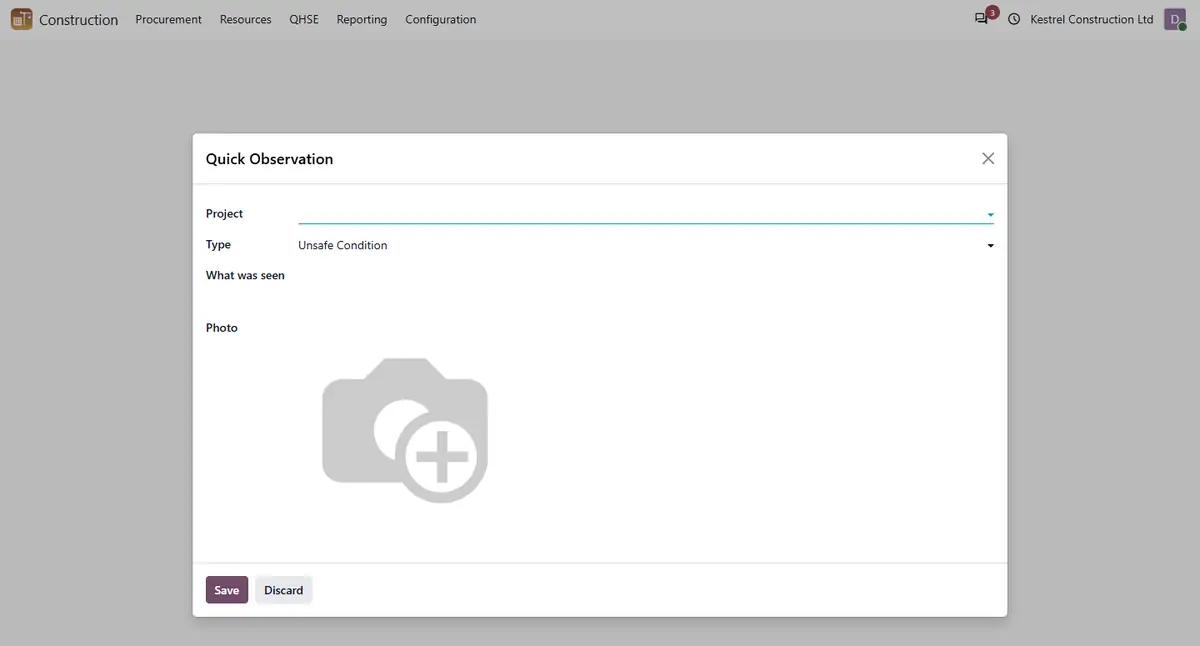 Construction Procurement Resources QHSE Reporting Configuration 3 Kestrel Construction Ltd D
Quick Observation
Project
Type Unsafe Condition
What was seen
Photo
Save Discard